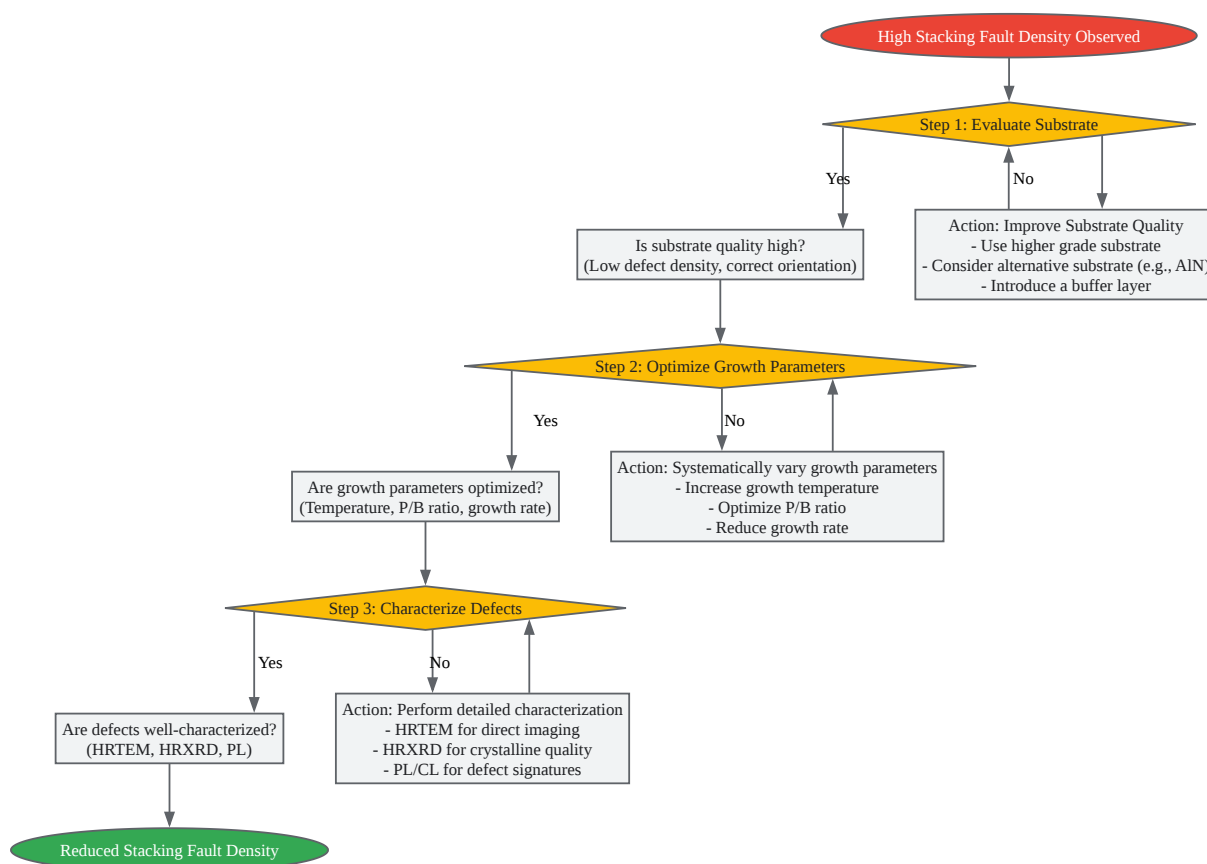 High Stacking Fault Density Observed
Step 1: Evaluate Substrate
Yes
No
Action: Improve Substrate Quality
- Use higher grade substrate
- Consider alternative substrate (e.g., AlN)
- Introduce a buffer layer
Is substrate quality high?
(Low defect density, correct orientation)
Step 2: Optimize Growth Parameters
Yes
No
Action: Systematically vary growth parameters
- Increase growth temperature
- Optimize P/B ratio
- Reduce growth rate
Are growth parameters optimized?
(Temperature, P/B ratio, growth rate)
Step 3: Characterize Defects
Yes
No
Action: Perform detailed characterization
- HRTEM for direct imaging
- HRXRD for crystalline quality
- PL/CL for defect signatures
Are defects well-characterized?
(HRTEM, HRXRD, PL)
Reduced Stacking Fault Density